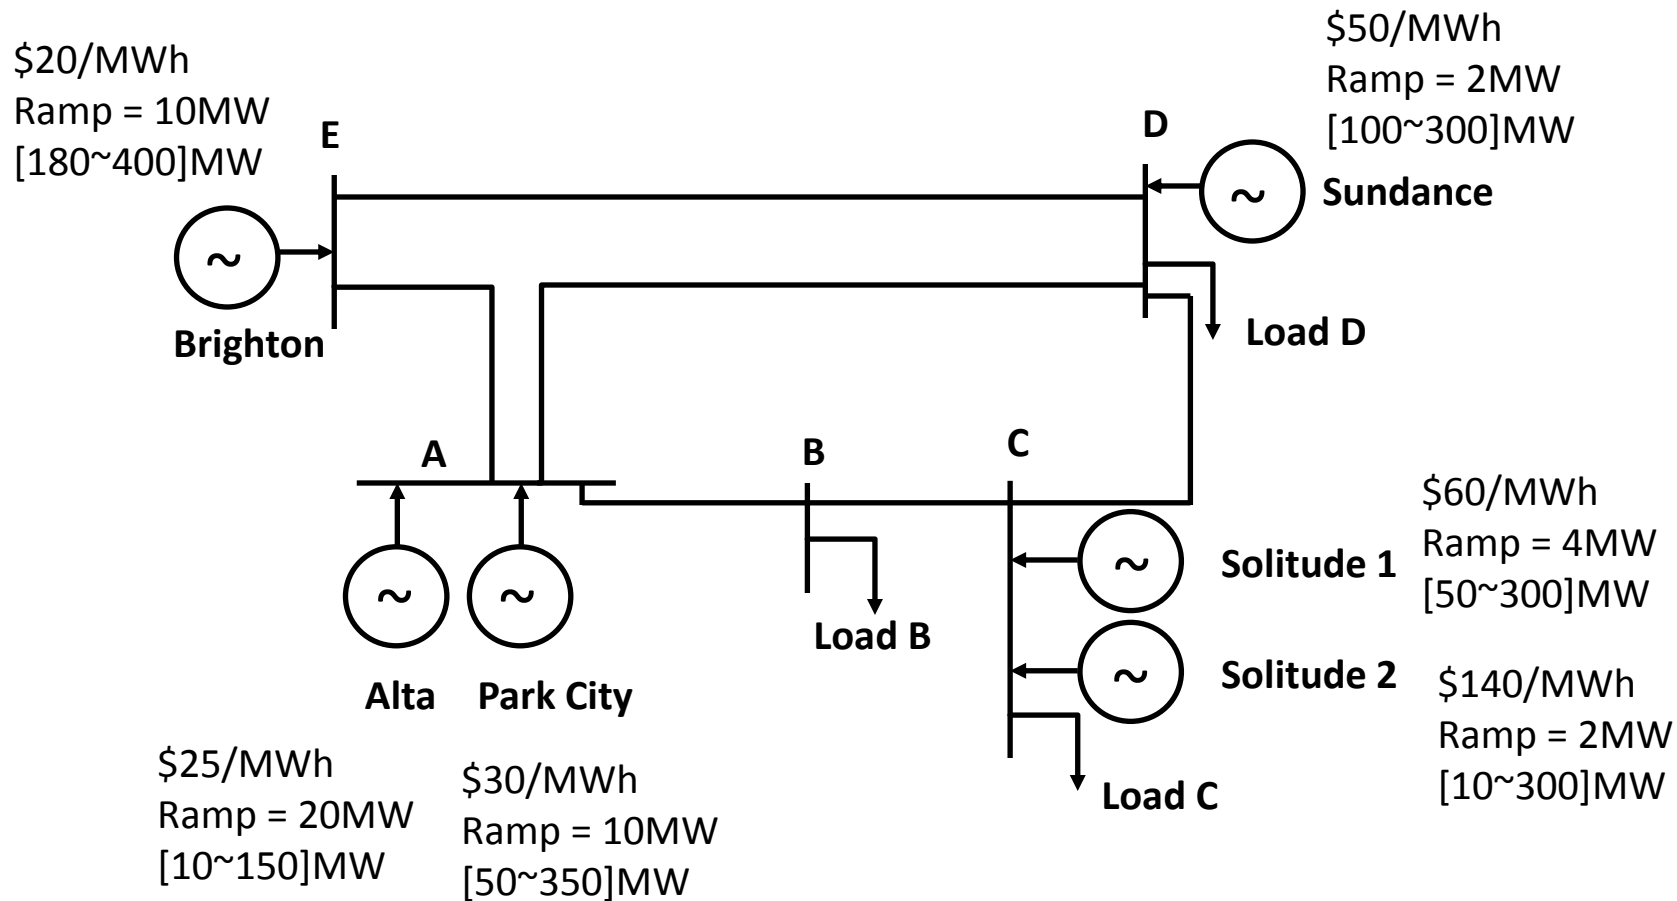 $20/MWh
Ramp = 10MW
[180~400]MW
E
~
Brighton
$50/MWh
Ramp = 2MW
[100~300]MW
D
~
Sundance
Load D
A
B
C
~
~
Alta
Park City
Load B
~
Solitude 1
~
Solitude 2
Load C
$60/MWh
Ramp = 4MW
[50~300]MW
$140/MWh
Ramp = 2MW
[10~300]MW
$25/MWh
Ramp = 20MW
[10~150]MW
$30/MWh
Ramp = 10MW
[50~350]MW